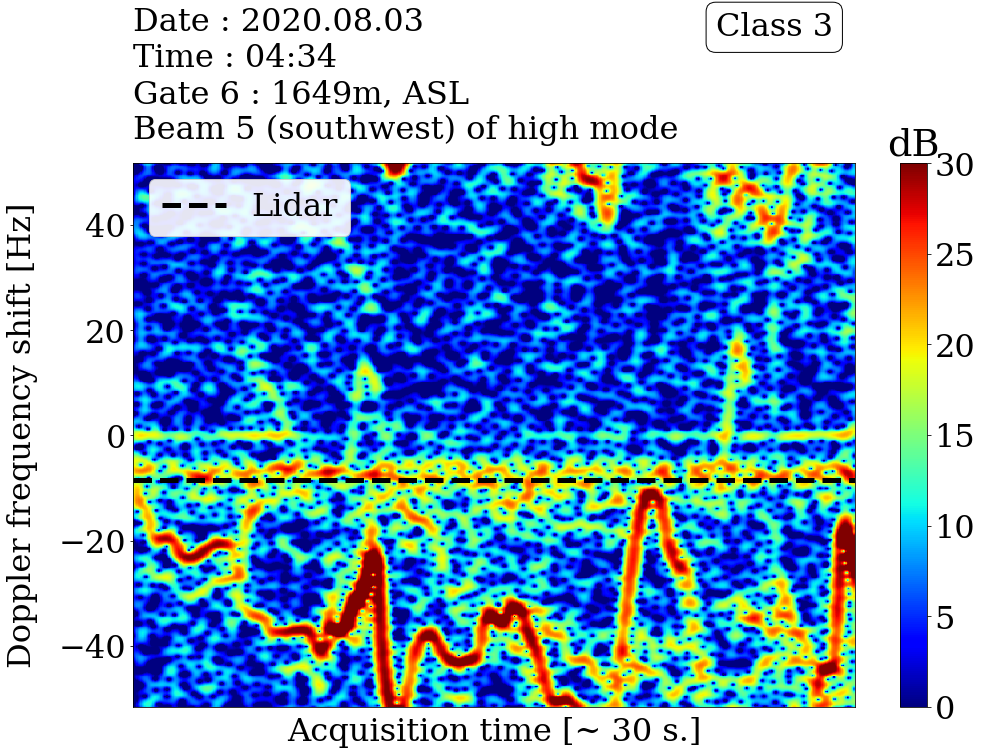 Date : 2020.08.03
Class 3
Time : 04:34
Gate 6 : 1649m, ASL
Beam 5 (southwest) of high mode
dB
Lidar
Doppler frequency shift [Hz]
40
20
0
−20
−40
30
25
20
15
10
5
0
Acquisition time [~ 30 s.]